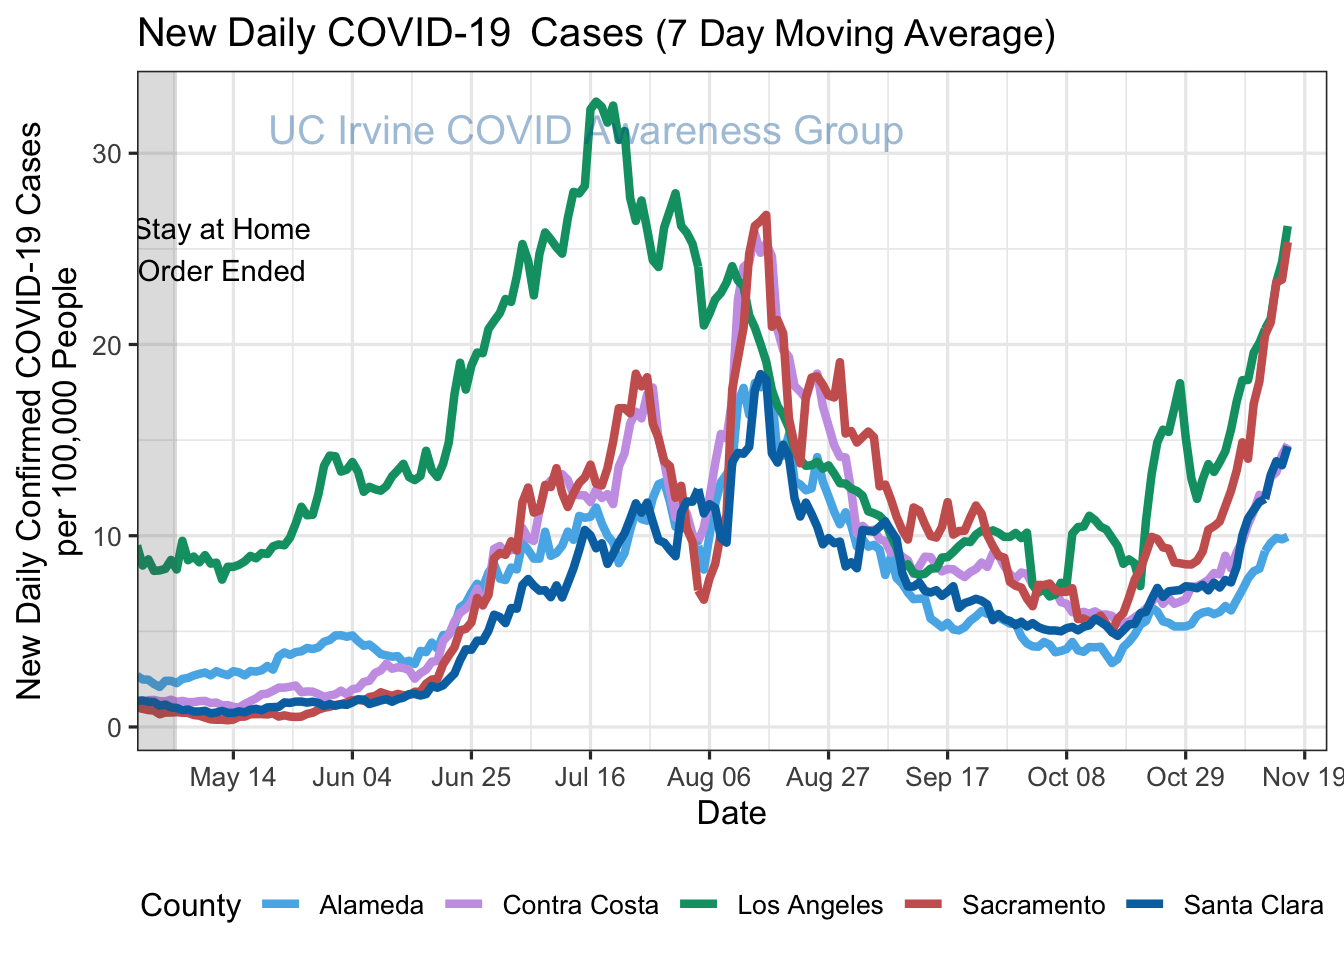 New Daily COVID-19 Cases (7 Day Moving Average)
UC Irvine COVID Awareness Group
Stay at Home
Order Ended
New Daily Confirmed COVID-19 Cases
per 100,000 People
30
20
10
0
May 14 Jun 04 Jun 25 Jul 16 Aug 06 Aug 27 Sep 17 Oct 08 Oct 29 Nov 19
Date
County Alameda Contra Costa Los Angeles Sacramento Santa Clara